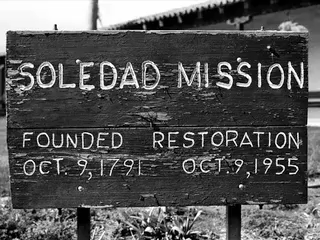 SOLEDAD MISSION
FOUNDED RESTORATION
OCT. 9, 1791 OCT. 9, 1955